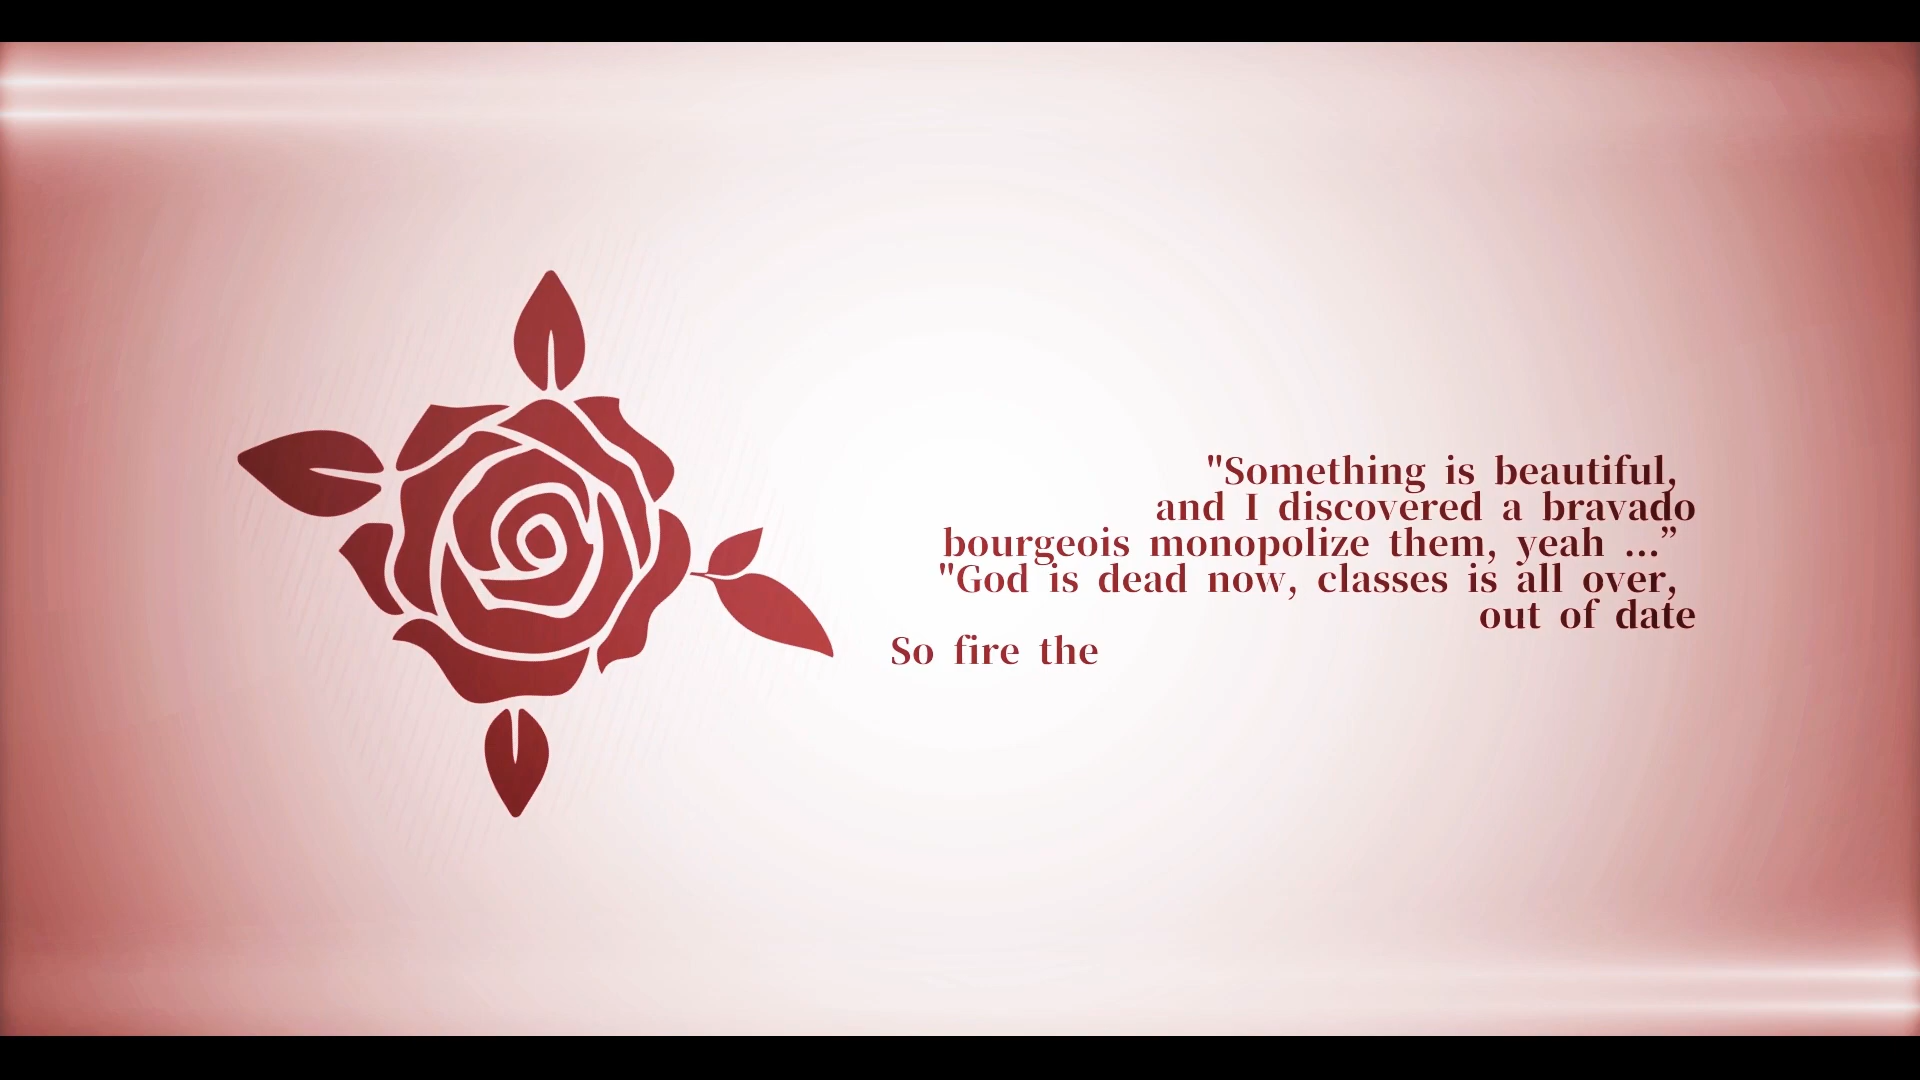 "Something is beautiful,
and I discovered a bravado
bourgeois monopolize them, yeah ...”
"God is dead now, classes is all over,
out of date
So fire the